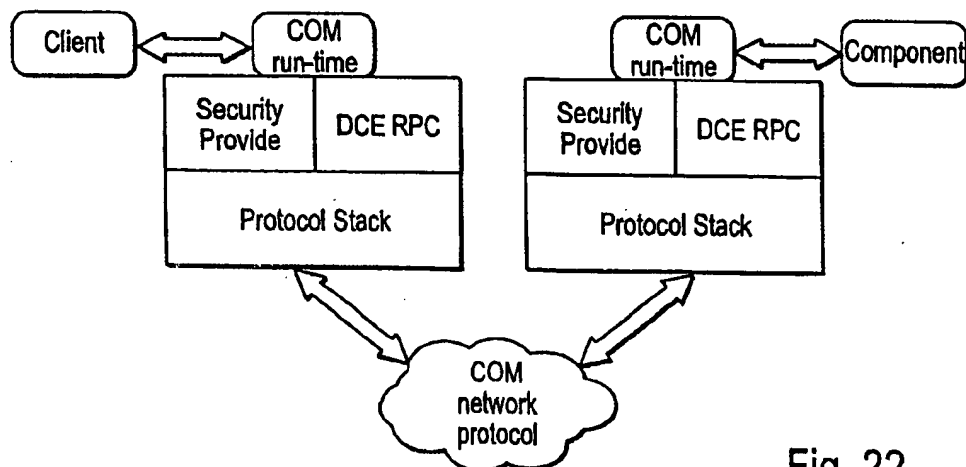 Client
COM
run-time
COM
run-time
Component
Security
Provide
DCE RPC
Security
Provide
DCE RPC
Protocol Stack
Protocol Stack
COM
network
protocol
Fig. 22